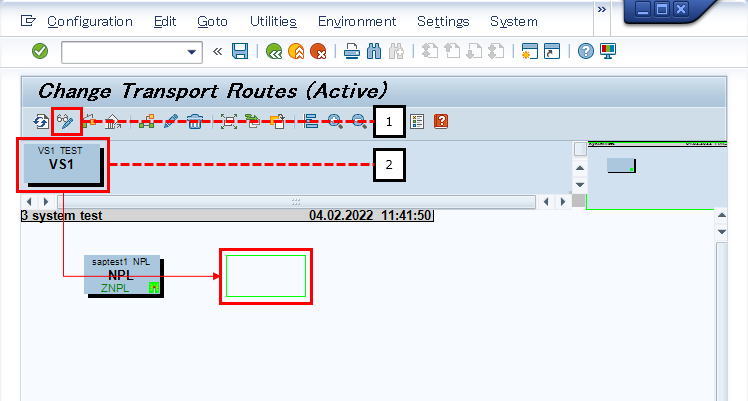 Configuration Edit Goto Utilities Environment Settings System
Change Transport Routes (Active)
1
VS1 TEST
VS1
2
3 system test 04.02.2022 11:41:50
saptest1 NPL
NPL
ZNPL